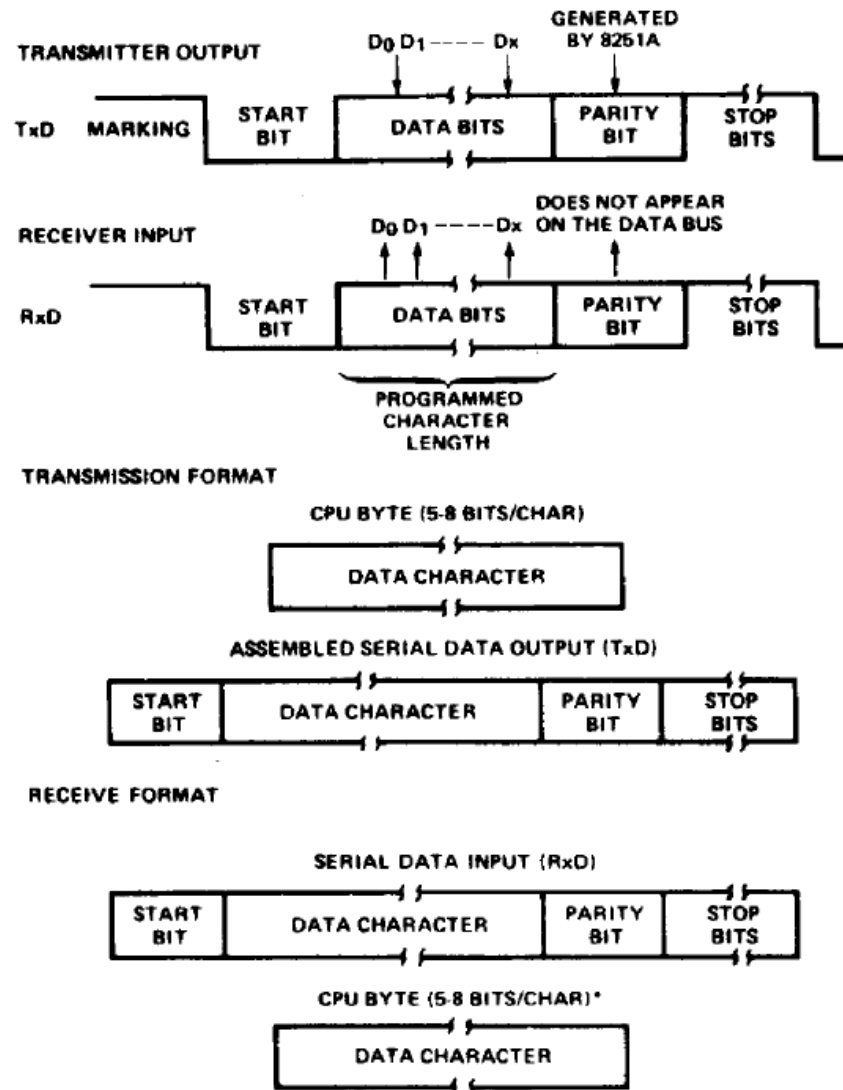 GENERATED
BY 8251A
TRANSMITTER OUTPUT
D0 D1 ---- Dx
TxD MARKING
START
BIT
DATA BITS
PARITY
BIT
STOP
BITS
DOES NOT APPEAR
ON THE DATA BUS
RECEIVER INPUT
D0 D1 ---- Dx
RxD
START
BIT
DATA BITS
PARITY
BIT
STOP
BITS
PROGRAMMED
CHARACTER
LENGTH
TRANSMISSION FORMAT
CPU BYTE (5-8 BITS/CHAR)
DATA CHARACTER
ASSEMBLED SERIAL DATA OUTPUT (TxD)
START
BIT
DATA CHARACTER
PARITY
BIT
STOP
BITS
RECEIVE FORMAT
SERIAL DATA INPUT (RxD)
START
BIT
DATA CHARACTER
PARITY
BIT
STOP
BITS
CPU BYTE (5-8 BITS/CHAR)*
DATA CHARACTER